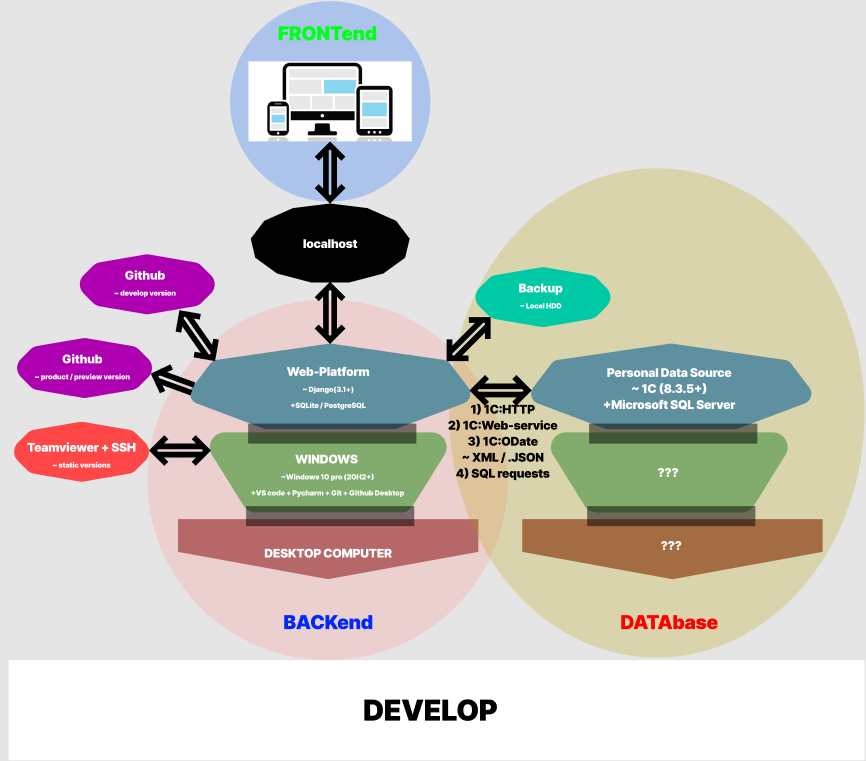 FRONTend
localhost
Github
~ develop version
Backup
~ Local HDD
Github
~ product / preview version
Web-Platform
~ Django(3.1+)
+SQLite / PostgreSQL
Personal Data Source
~ 1C (8.3.5+)
+Microsoft SQL Server
1) 1C:HTTP
2) 1C:Web-service
3) 1C:ODate
~ XML / .JSON
4) SQL requests
Teamviewer + SSH
~ static versions
WINDOWS
~Windows 10 pro (20H2+)
+VS code + Pycharm + Git + Github Desktop
???
DESKTOP COMPUTER
???
BACKend
DATAbase
DEVELOP